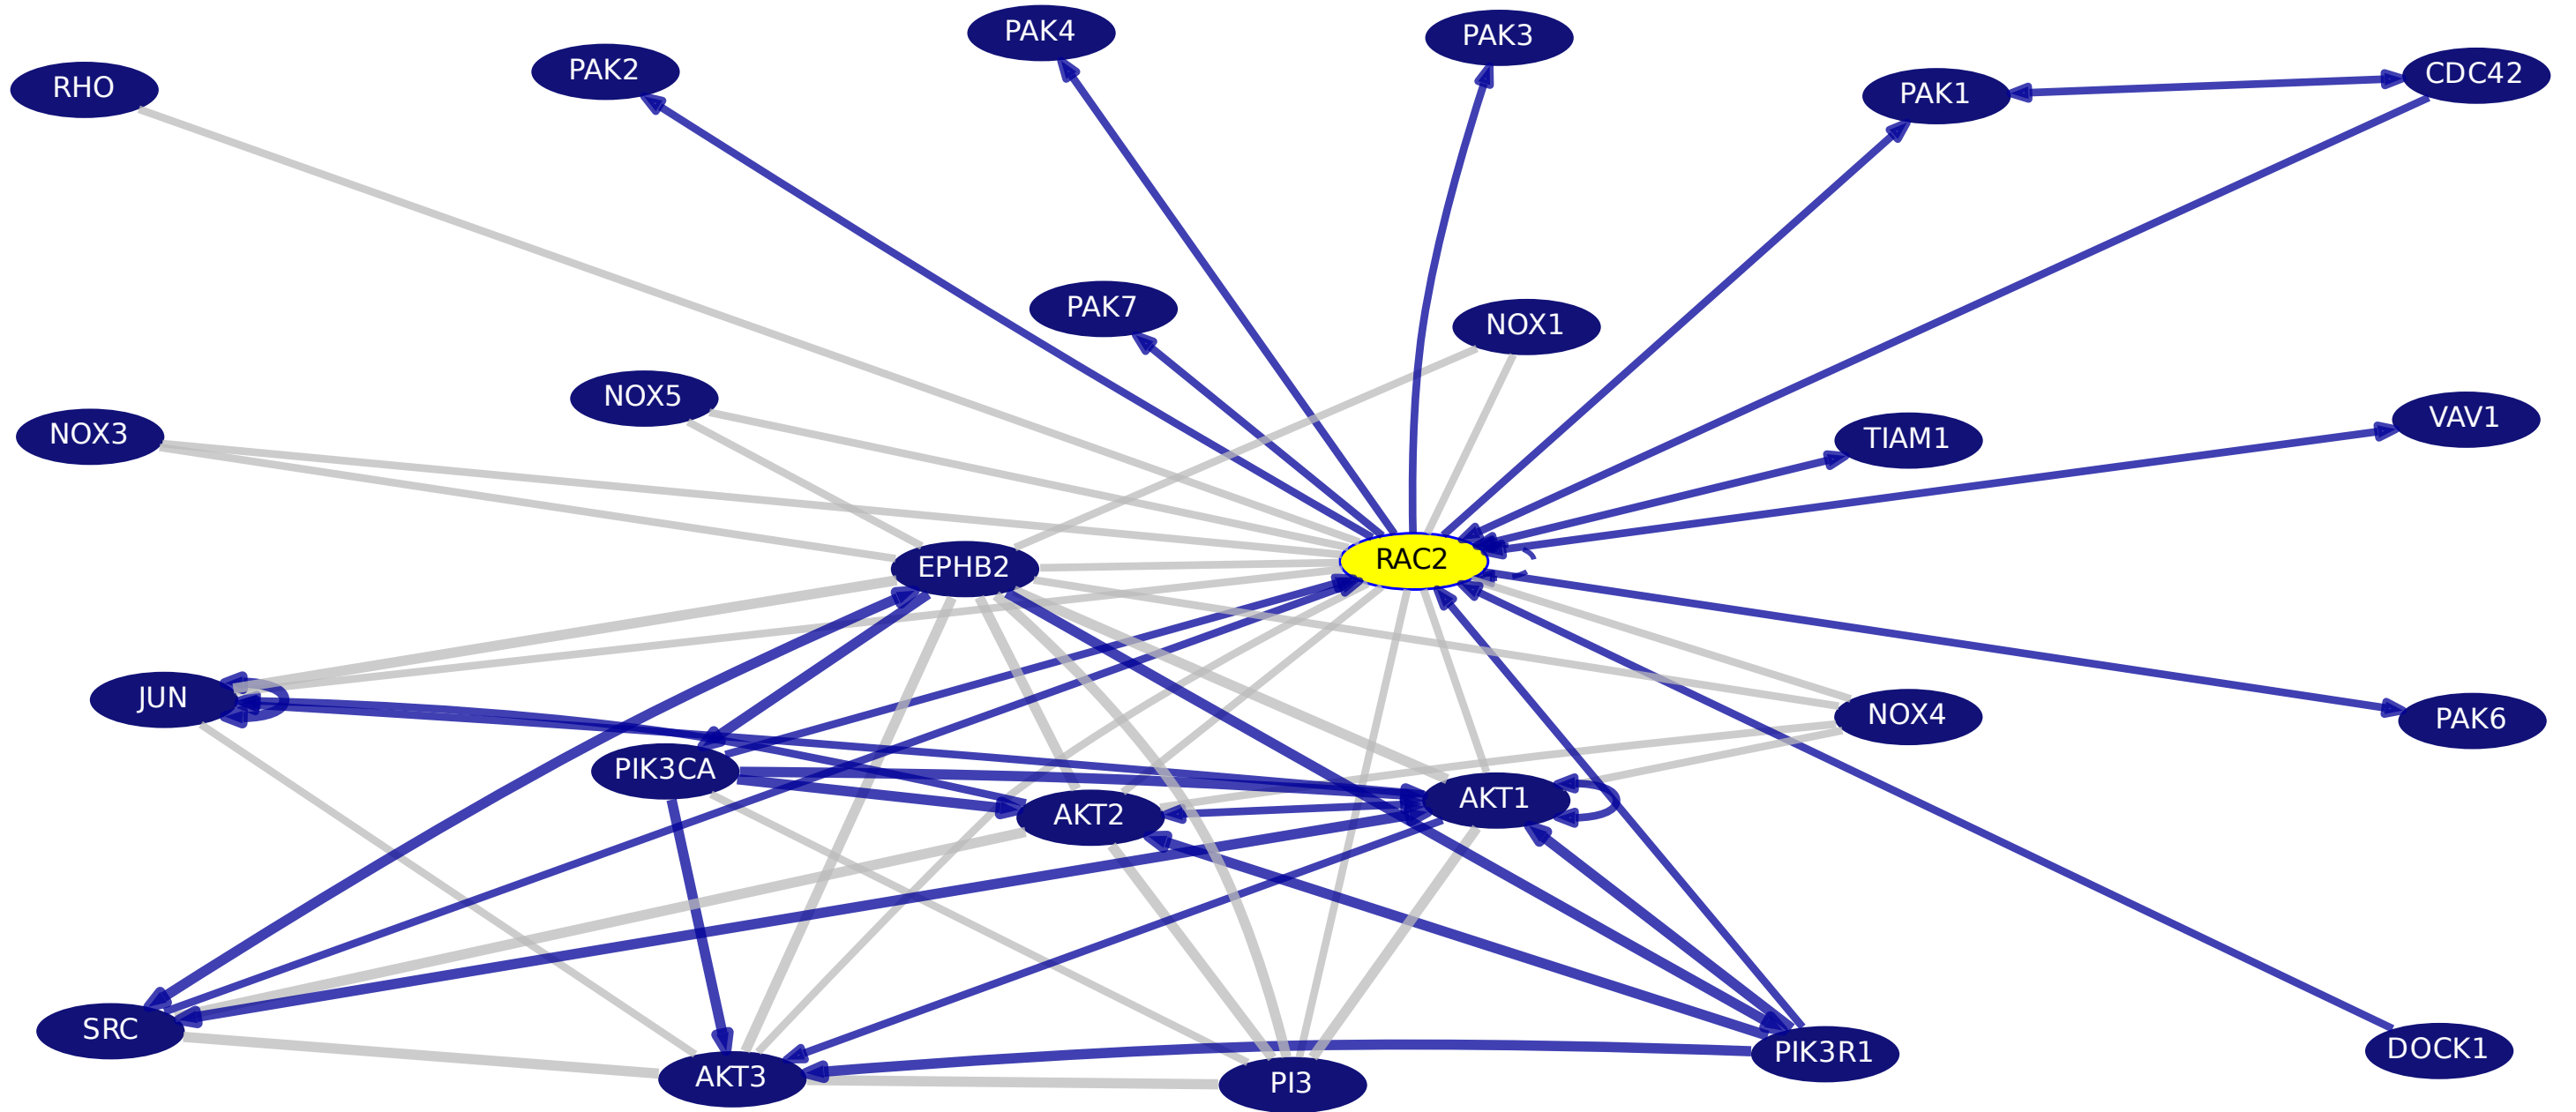 PAK4
PAK3
PAK2
CDC42
RHO
PAK1
PAK7
NOX1
NOX5
VAV1
NOX3
TIAM1
EPHB2
RAC2
JUN
NOX4
PAK6
PIK3CA
AKT1
AKT2
SRC
PIK3R1
DOCK1
AKT3
PI3